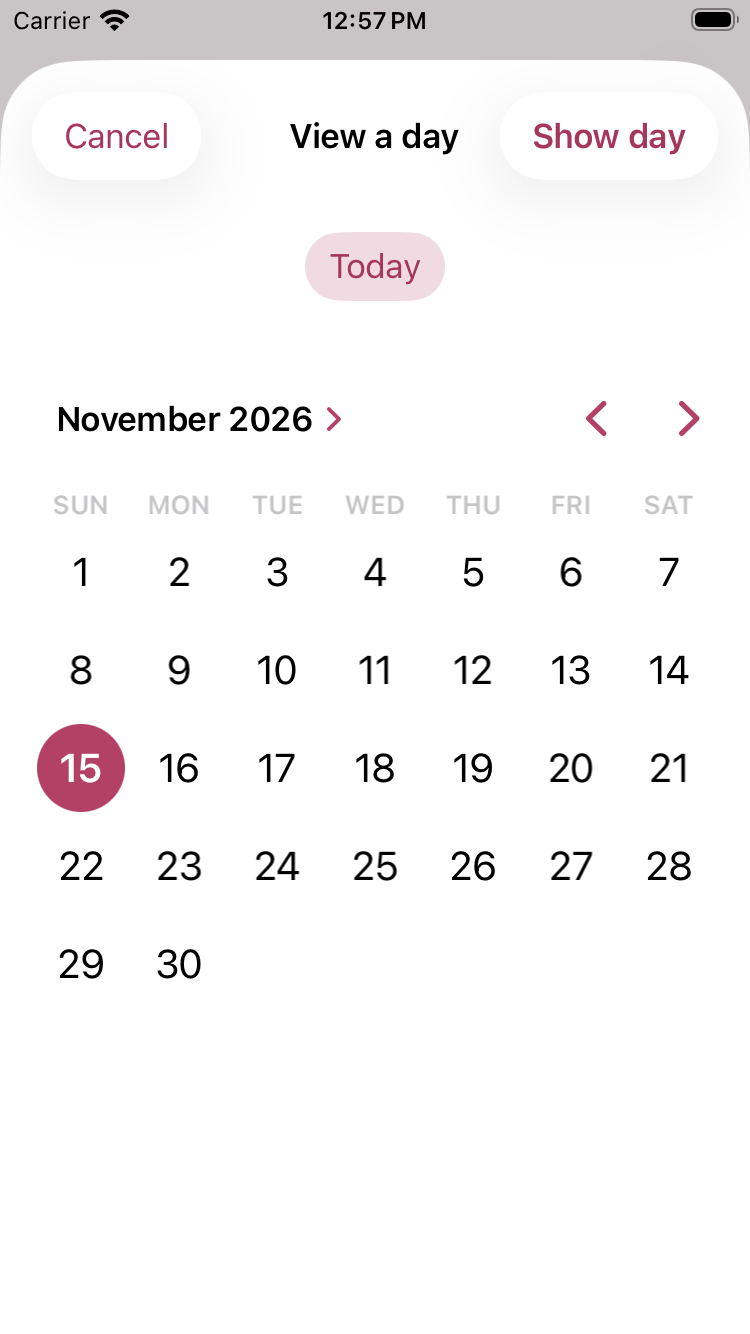 Carrier 12:57 PM
Cancel View a day Show day
Today
November 2026
SUN MON TUE WED THU FRI SAT
1 2 3 4 5 6 7
8 9 10 11 12 13 14
15 16 17 18 19 20 21
22 23 24 25 26 27 28
29 30